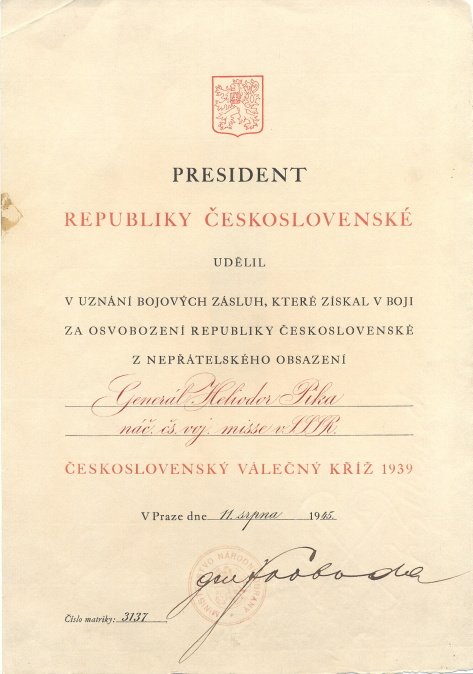 PRESIDENT
REPUBLIKY ČESKOSLOVENSKÉ
UDĚLIL
V UZNÁNÍ BOJOVÝCH ZÁSLUH, KTERÉ ZÍSKAL V BOJI
ZA OSVOBOZENÍ REPUBLIKY ČESKOSLOVENSKÉ
Z NEPŘÁTELSKÉHO OBSAZENÍ
Generál Heliodor Píka
náč. čs. voj. misse v SSSR.
ČESKOSLOVENSKÝ VÁLEČNÝ KŘÍŽ 1939
V Praze dne 11. srpna 1945.
Svoboda
Číslo matriky: 3137